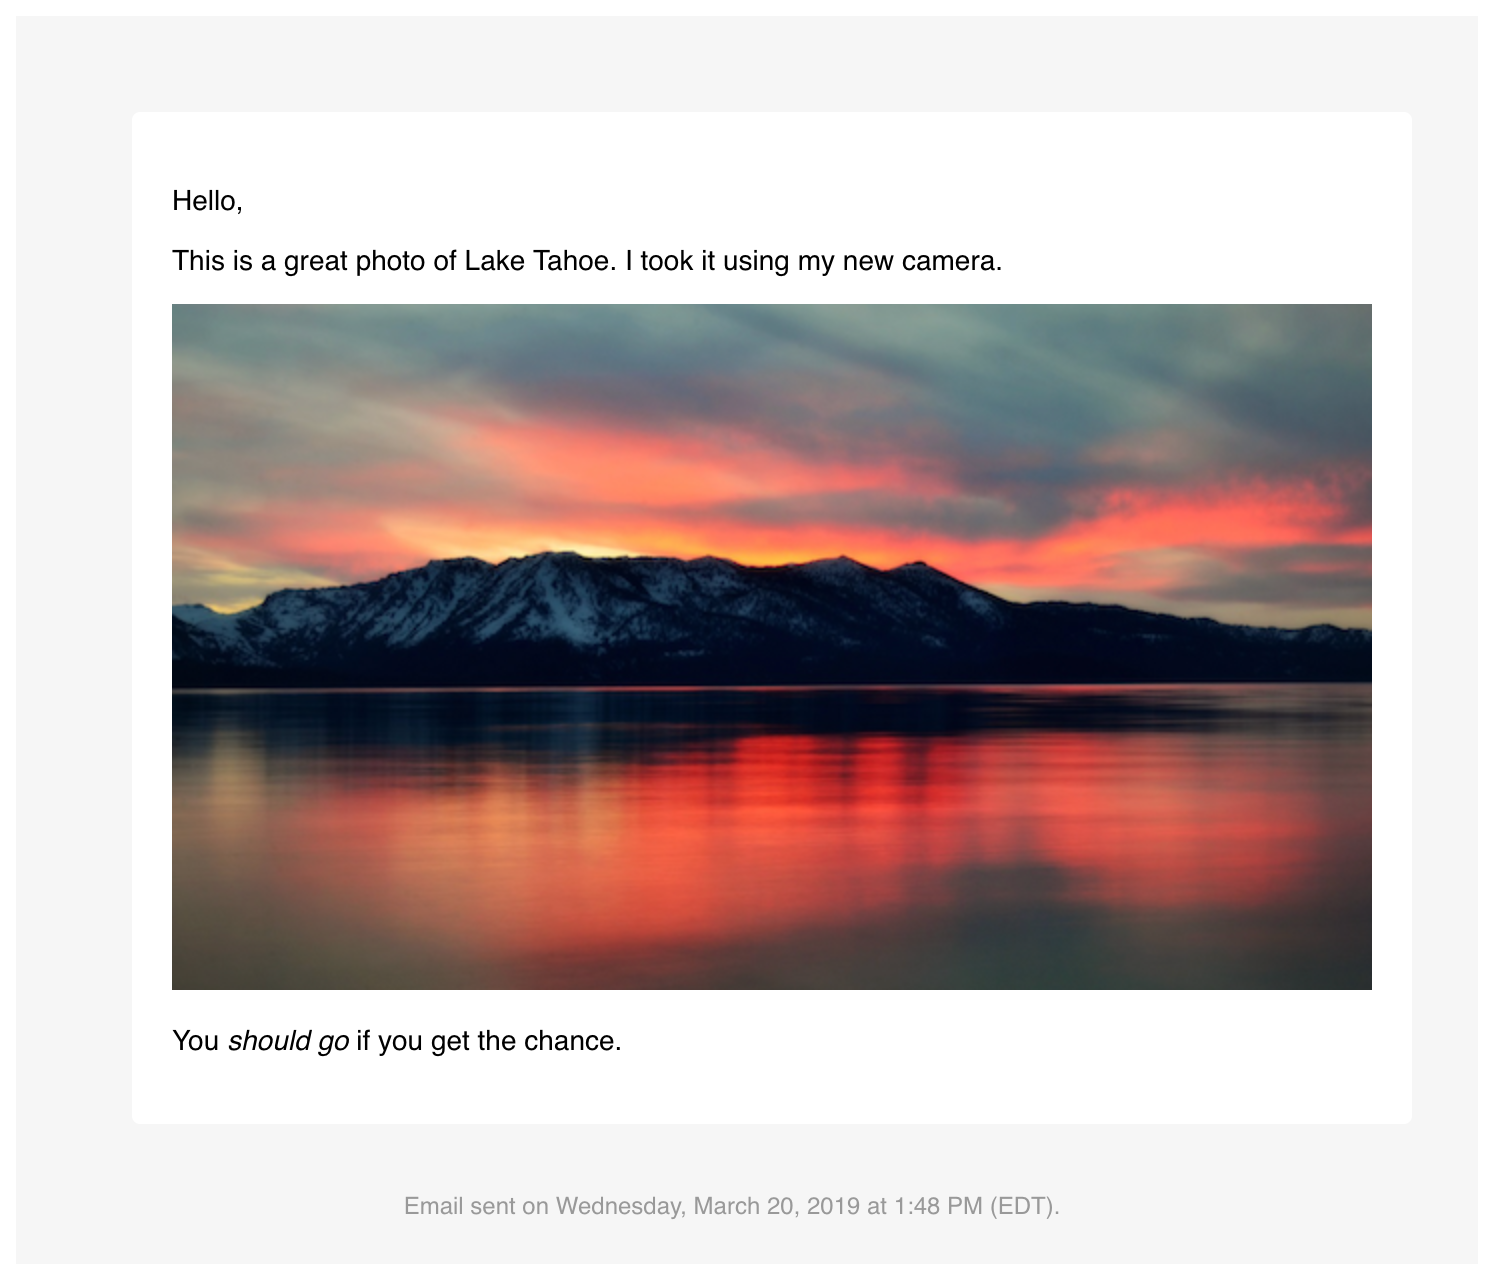 Hello,
This is a great photo of Lake Tahoe. I took it using my new camera.
You should go if you get the chance.
Email sent on Wednesday, March 20, 2019 at 1:48 PM (EDT).